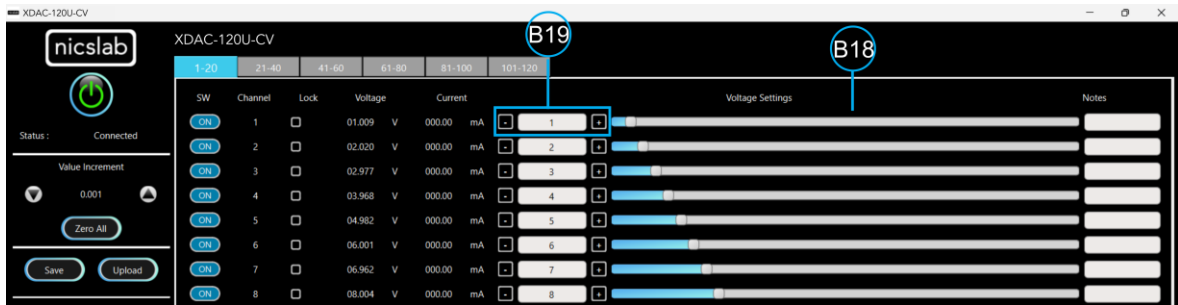 XDAC-120U-CV
nicslab
XDAC-120U-CV
B19
B18
1-20 21-40 41-60 61-80 81-100 101-120
SW Channel Lock Voltage Current Voltage Settings Notes
ON 1 01.009 V 000.00 mA - 1 +
Status : Connected
ON 2 02.020 V 000.00 mA - 2 +
Value Increment
ON 3 02.977 V 000.00 mA - 3 +
0.001
ON 4 03.968 V 000.00 mA - 4 +
Zero All
ON 5 04.982 V 000.00 mA - 5 +
ON 6 06.001 V 000.00 mA - 6 +
Save Upload
ON 7 06.962 V 000.00 mA - 7 +
ON 8 08.004 V 000.00 mA - 8 +